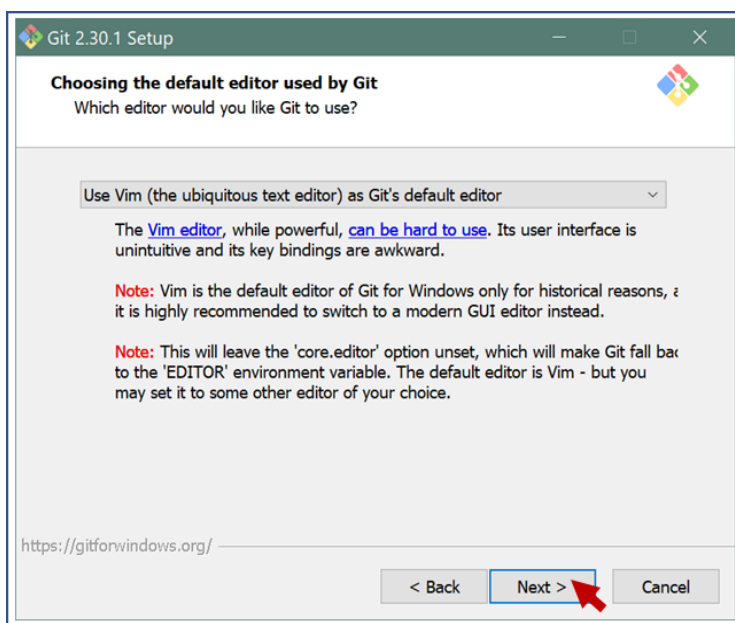 Git 2.30.1 Setup
Choosing the default editor used by Git
Which editor would you like Git to use?
Use Vim (the ubiquitous text editor) as Git's default editor
The Vim editor, while powerful, can be hard to use. Its user interface is
unintuitive and its key bindings are awkward.
Note: Vim is the default editor of Git for Windows only for historical reasons,
it is highly recommended to switch to a modern GUI editor instead.
Note: This will leave the 'core.editor' option unset, which will make Git fall
to the 'EDITOR' environment variable. The default editor is Vim - but you
may set it to some other editor of your choice.
https://gitforwindows.org/
< Back
Next >
Cancel